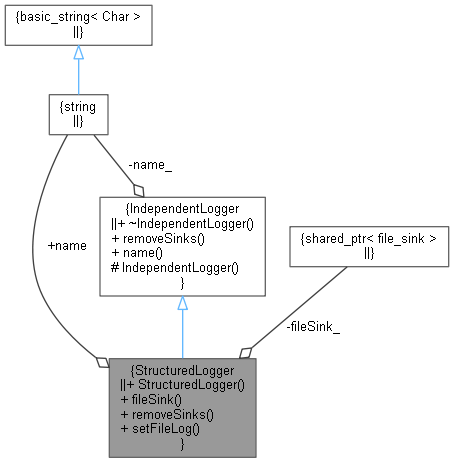 {basic_string< Char >
||}
{string
||}
-name_
+name
{IndependentLogger
||+ ~IndependentLogger()
+ removeSinks()
+ name()
# IndependentLogger()
}
{shared_ptr< file_sink >
||}
-fileSink_
{StructuredLogger
||+ StructuredLogger()
+ fileSink()
+ removeSinks()
+ setFileLog()
}